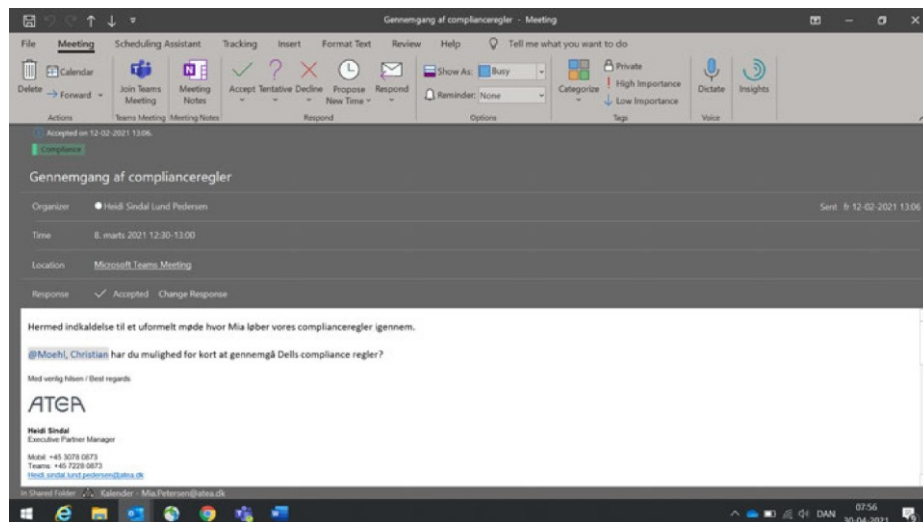 Gennemgang af complianceregler - Meeting
File Meeting Scheduling Assistant Tracking Insert Format Text Review Help Tell me what you want to do
Delete
Calendar
Forward
Join Teams Meeting
Meeting Notes
Accept Tentative Decline Propose New Time Respond
Show As: Busy
Reminder: None
Categorize
Private
High Importance
Low Importance
Dictate
Insights
Actions Teams Meeting Meeting Notes Respond Options Tags Voice
Accepted on 12-02-2021 13:06.
Compliance
Gennemgang af complianceregler
Organizer Heidi Sindal Lund Pedersen Sent fr 12-02-2021 13:06
Time 8. marts 2021 12:30-13:00
Location Microsoft Teams Meeting
Response Accepted Change Response
Hermed indkaldelse til et uformelt møde hvor Mia løber vores complianceregler igennem.
@Moehl, Christian har du mulighed for kort at gennemgå Dells compliance regler?
Med venlig hilsen / Best regards
ATEA
Heidi Sindal
Executive Partner Manager
Mobil: +45 3078 0873
Teams: +45 7229 0873
Heidi.sindal.lund.pedersen@atea.dk
In Shared Folder Kalender - Mia.Petersen@atea.dk
DAN 07:56
30-04-2021